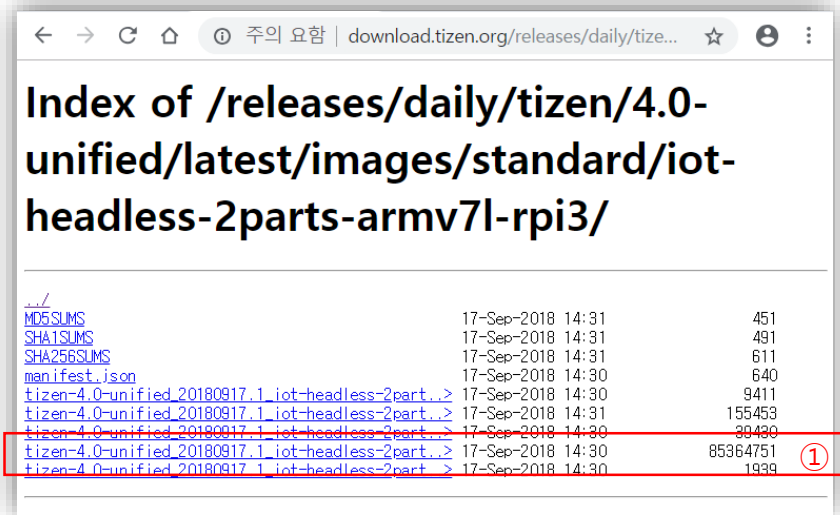 주의 요함 | download.tizen.org/releases/daily/tize...
Index of /releases/daily/tizen/4.0-
unified/latest/images/standard/iot-
headless-2parts-armv7l-rpi3/
../
MD5SUMS 17-Sep-2018 14:31 451
SHA1SUMS 17-Sep-2018 14:31 491
SHA256SUMS 17-Sep-2018 14:31 611
manifest.json 17-Sep-2018 14:30 640
tizen-4.0-unified_20180917.1_iot-headless-2part..> 17-Sep-2018 14:30 9411
tizen-4.0-unified_20180917.1_iot-headless-2part..> 17-Sep-2018 14:31 155453
tizen-4.0-unified_20180917.1_iot-headless-2part..> 17-Sep-2018 14:30
tizen-4.0-unified_20180917.1_iot-headless-2part..> 17-Sep-2018 14:30 85364751 ①
tizen-4.0-unified_20180917.1_iot-headless-2part..> 17-Sep-2018 14:30 1939